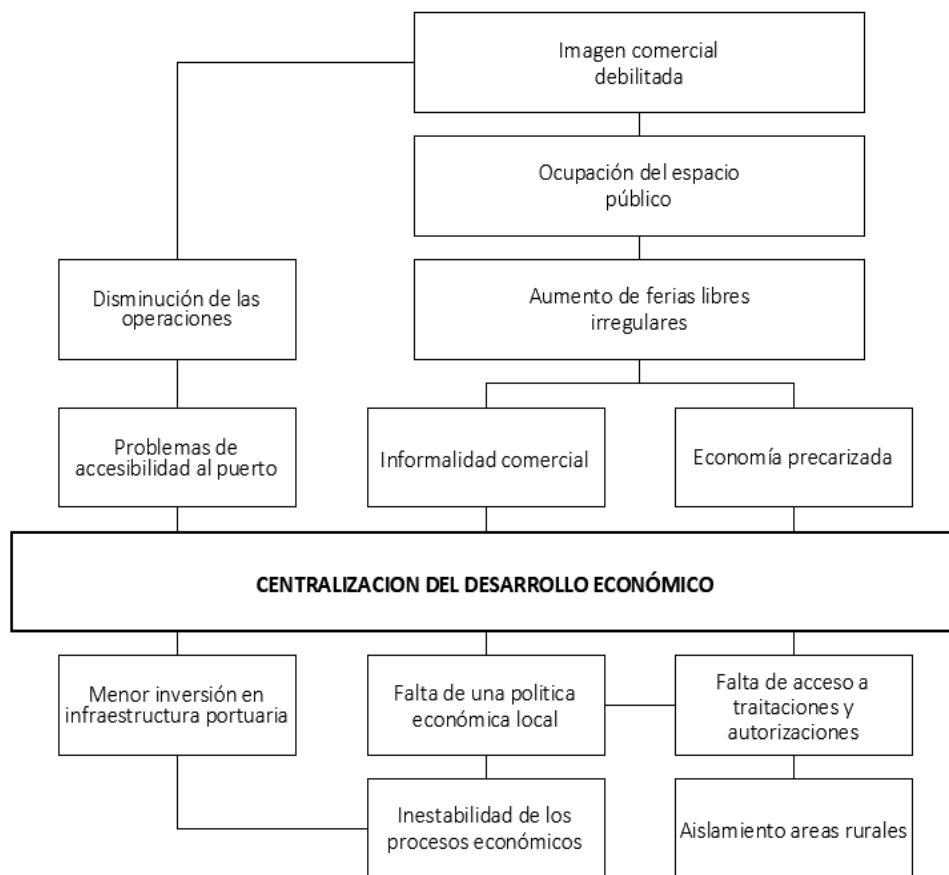 Imagen comercial
debilitada
Ocupación del espacio
público
Disminución de las
operaciones
Aumento de ferias libres
irregulares
Problemas de
accesibilidad al puerto
Informalidad comercial
Economía precarizada
CENTRALIZACION DEL DESARROLLO ECONÓMICO
Menor inversión en
infraestructura portuaria
Falta de una politica
económica local
Falta de acceso a
traitaciones y
autorizaciones
Inestabilidad de los
procesos económicos
Aislamiento areas rurales